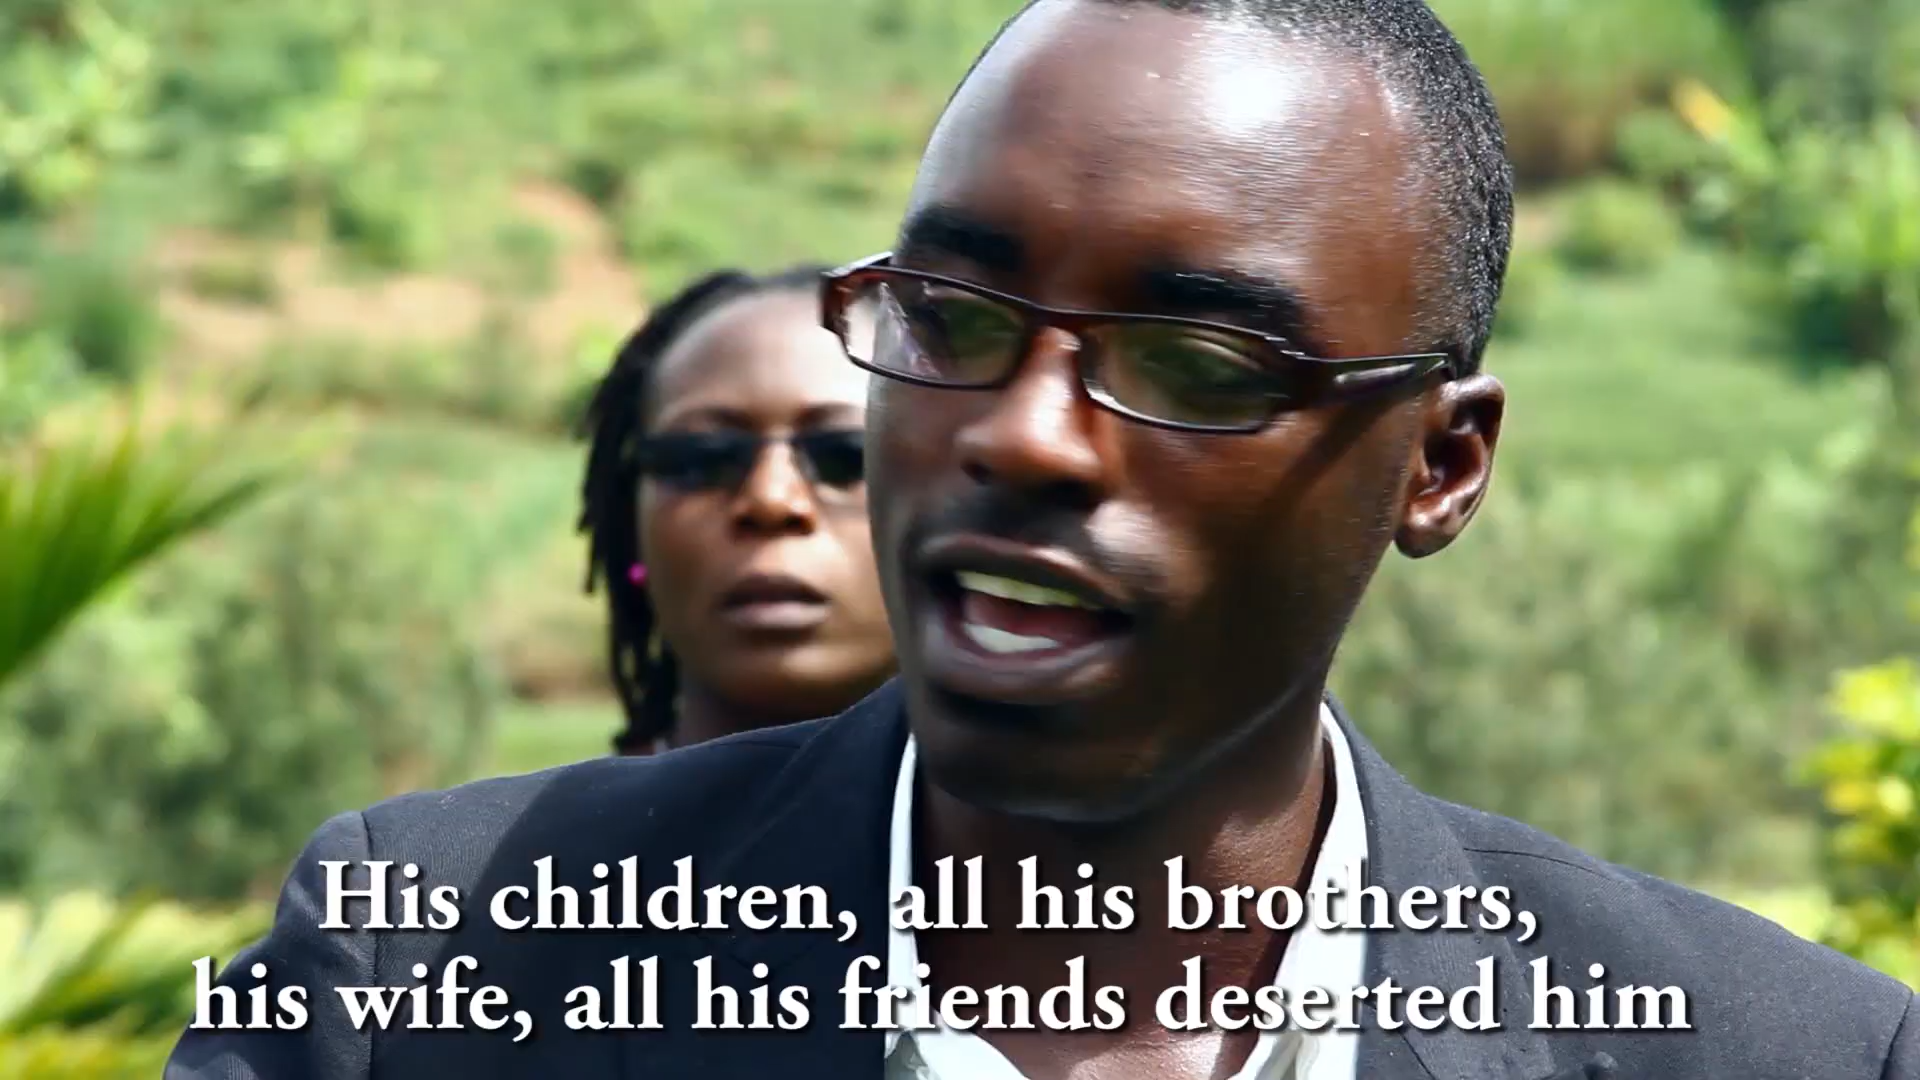 His children, all his brothers,
his wife, all his friends deserted him